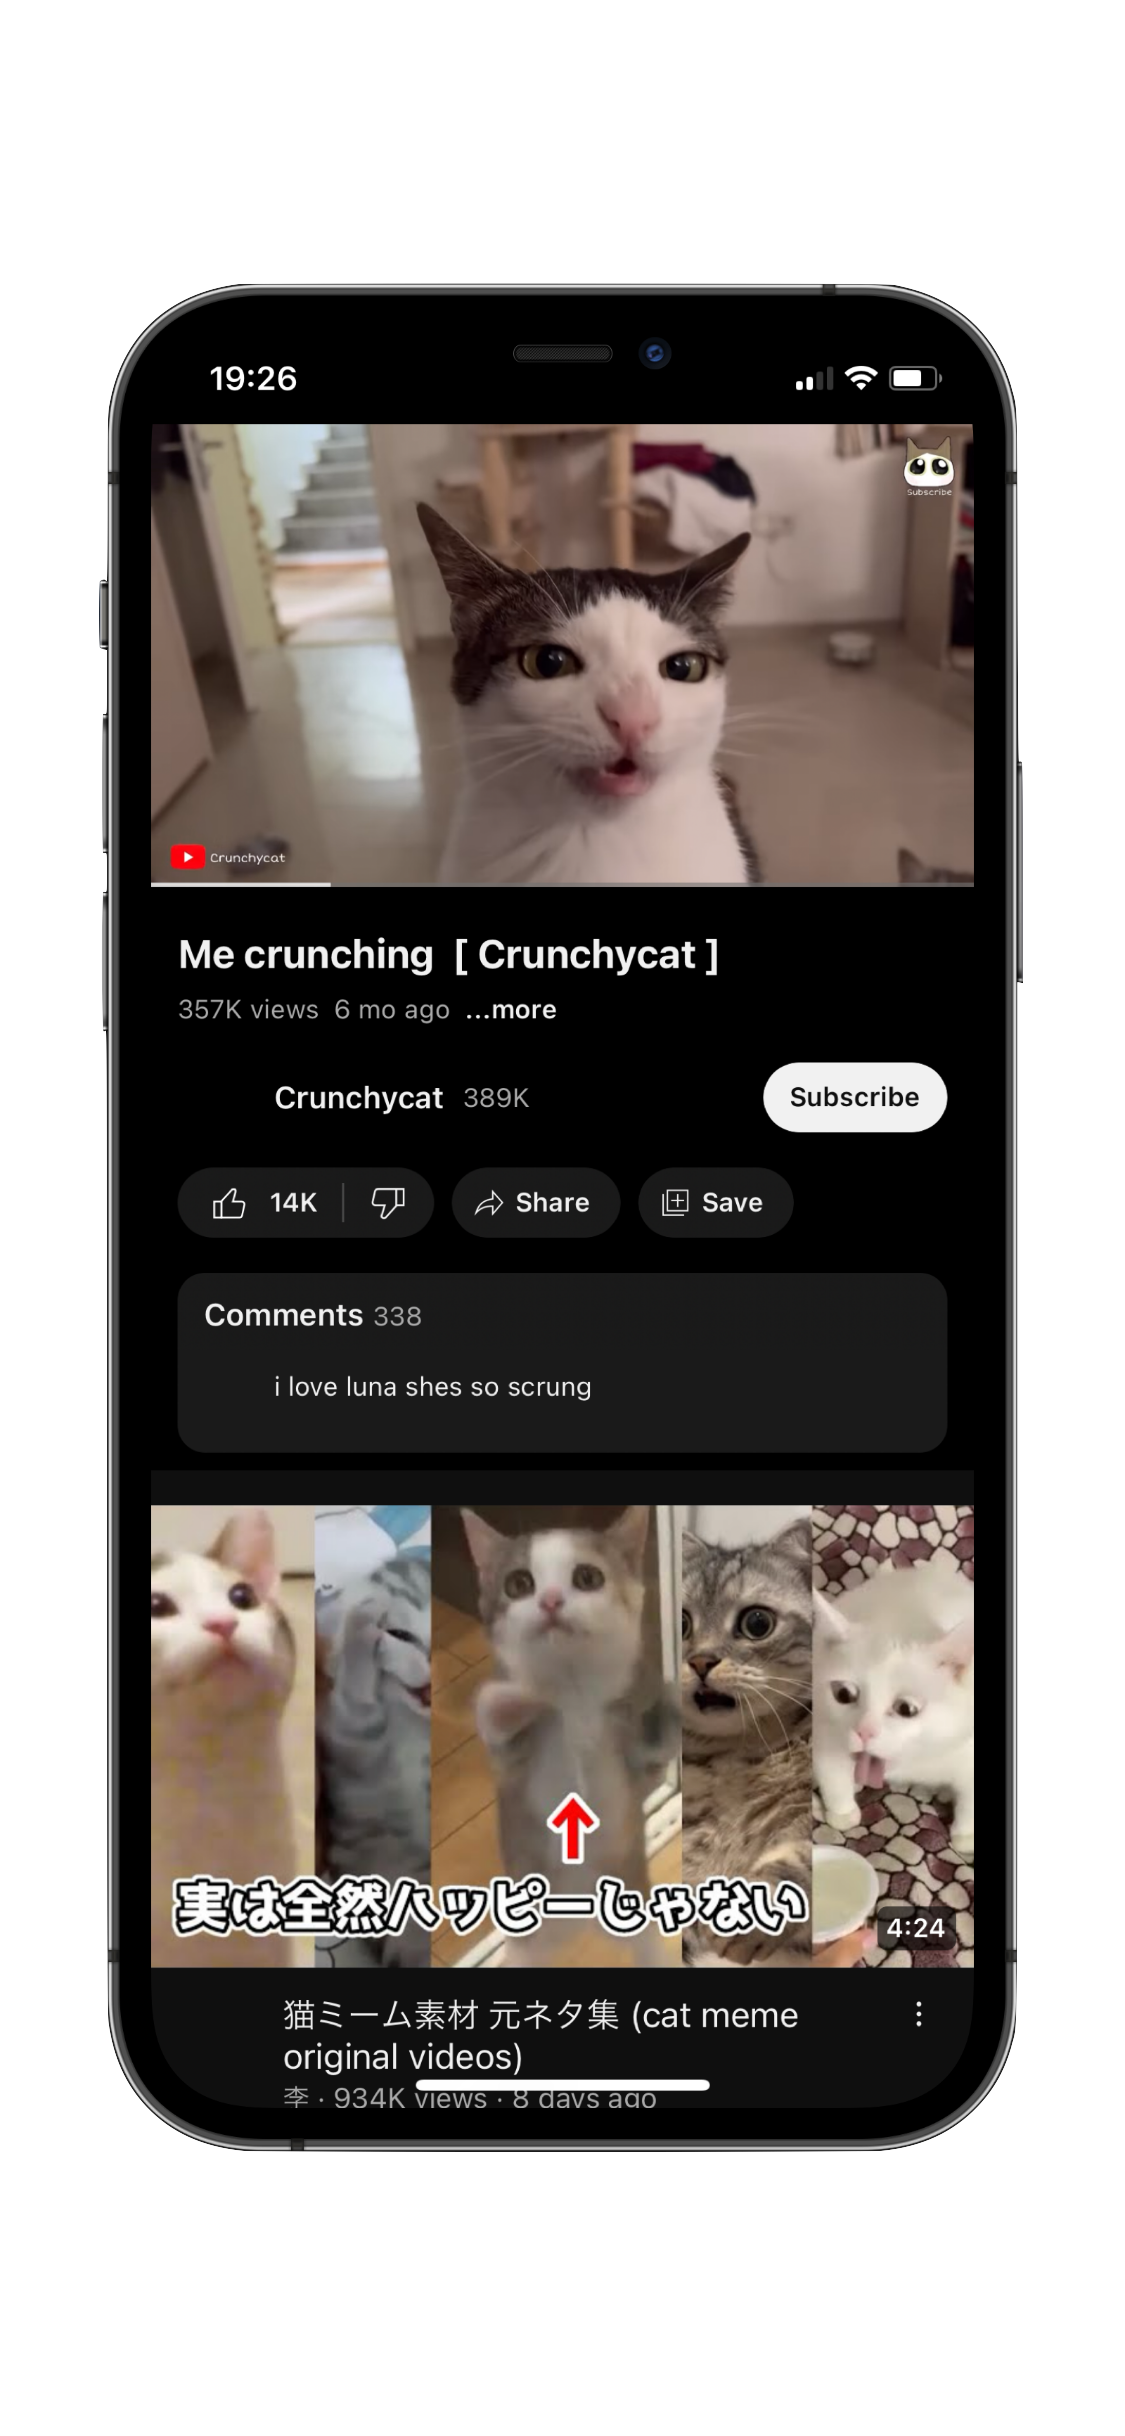 19:26
Subscribe
Crunchycat
Me crunching [ Crunchycat ]
357K views 6 mo ago ...more
Crunchycat 389K
Subscribe
14K
Share
Save
Comments 338
i love luna shes so scrung
実は全然ハッピーじゃない
4:24
猫ミーム素材 元ネタ集 (cat meme
original videos)
李 · 934K views · 8 days ago